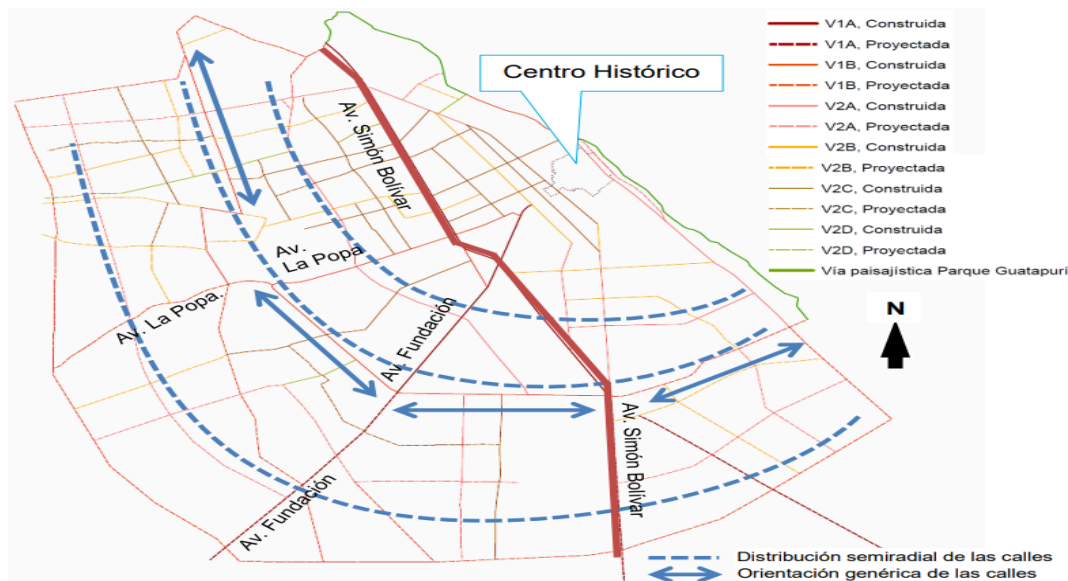 Centro Histórico
Av. Simón Bolívar
Av.
La Popa
Av. La Popa.
Av. Fundación
Av. Fundación
Av. Simón Bolívar
V1A, Construida
V1A, Proyectada
V1B, Construida
V1B, Proyectada
V2A, Construida
V2A, Proyectada
V2B, Construida
V2B, Proyectada
V2C, Construida
V2C, Proyectada
V2D, Construida
V2D, Proyectada
Vía paisajística Parque Guatapurí
N
Distribución semiradial de las calles
Orientación genérica de las calles